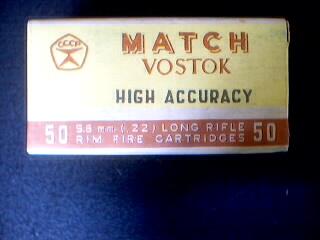 СССР
MATCH
VOSTOK
HIGH ACCURACY
50 5.6 mm (.22) LONG RIFLE 50
RIM FIRE CARTRIDGES